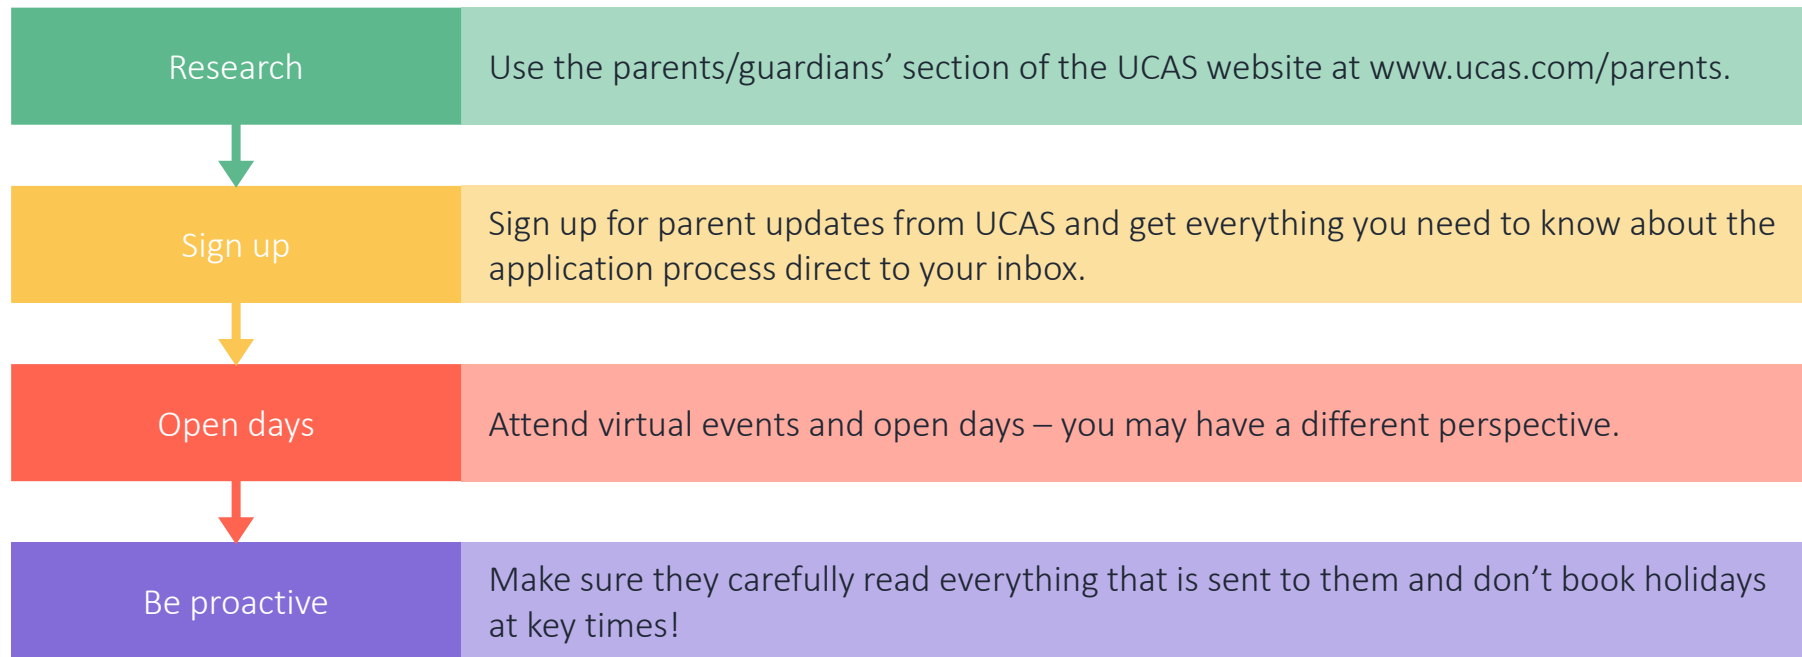 Research
Use the parents/guardians’ section of the UCAS website at www.ucas.com/parents.
Sign up
Sign up for parent updates from UCAS and get everything you need to know about the
application process direct to your inbox.
Open days
Attend virtual events and open days – you may have a different perspective.
Be proactive
Make sure they carefully read everything that is sent to them and don’t book holidays
at key times!